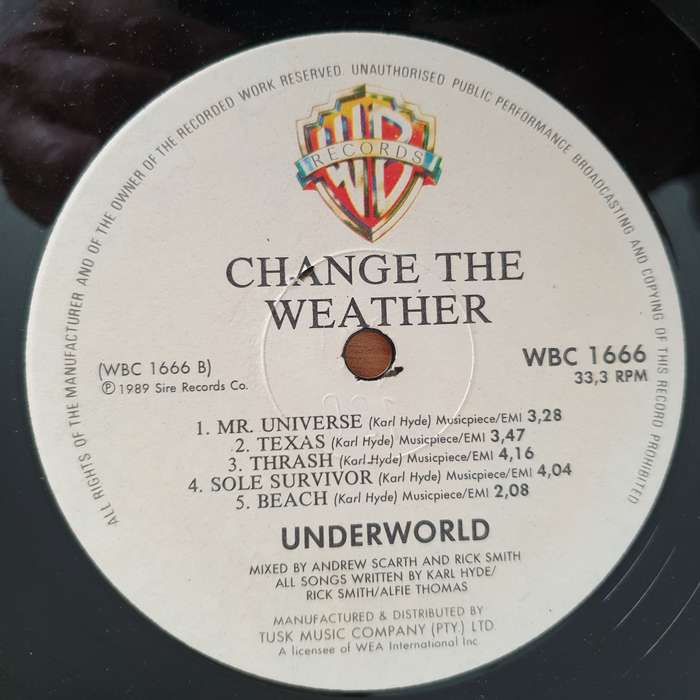 ALL RIGHTS OF THE MANUFACTURER AND OF THE OWNER OF THE RECORDED WORK RESERVED. UNAUTHORISED PUBLIC PERFORMANCE BROADCASTING AND COPYING OF THIS RECORD PROHIBITED
WB
RECORDS
CHANGE THE
WEATHER
(WBC 1666 B)
℗ 1989 Sire Records Co.
WBC 1666
33,3 RPM
1. MR. UNIVERSE (Karl Hyde) Musicpiece/EMI 3,28
2. TEXAS (Karl Hyde) Musicpiece/EMI 3,47
3. THRASH (Karl Hyde) Musicpiece/EMI 4,16
4. SOLE SURVIVOR (Karl Hyde) Musicpiece/EMI 4,04
5. BEACH (Karl Hyde) Musicpiece/EMI 2,08
UNDERWORLD
MIXED BY ANDREW SCARTH AND RICK SMITH
ALL SONGS WRITTEN BY KARL HYDE/
RICK SMITH/ALFIE THOMAS
MANUFACTURED & DISTRIBUTED BY
TUSK MUSIC COMPANY (PTY.) LTD
A licensee of WEA International Inc